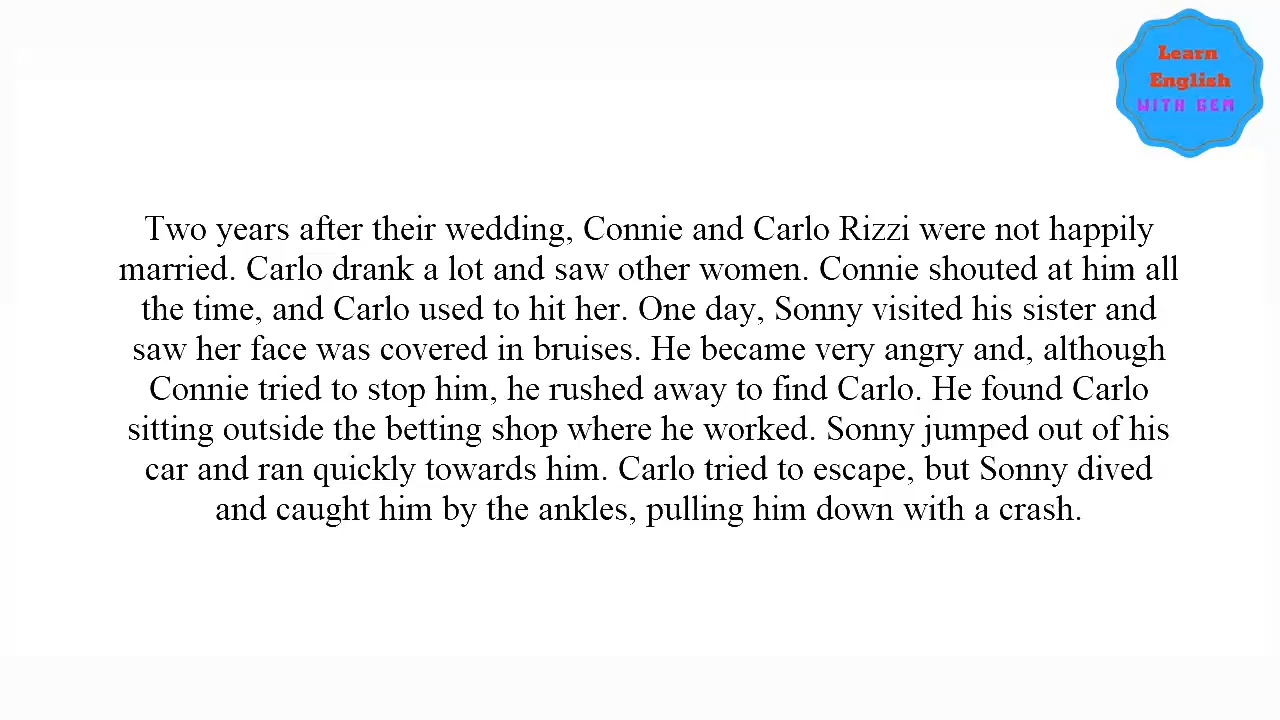 Learn
English
WITH GEM
Two years after their wedding, Connie and Carlo Rizzi were not happily
married. Carlo drank a lot and saw other women. Connie shouted at him all
the time, and Carlo used to hit her. One day, Sonny visited his sister and
saw her face was covered in bruises. He became very angry and, although
Connie tried to stop him, he rushed away to find Carlo. He found Carlo
sitting outside the betting shop where he worked. Sonny jumped out of his
car and ran quickly towards him. Carlo tried to escape, but Sonny dived
and caught him by the ankles, pulling him down with a crash.